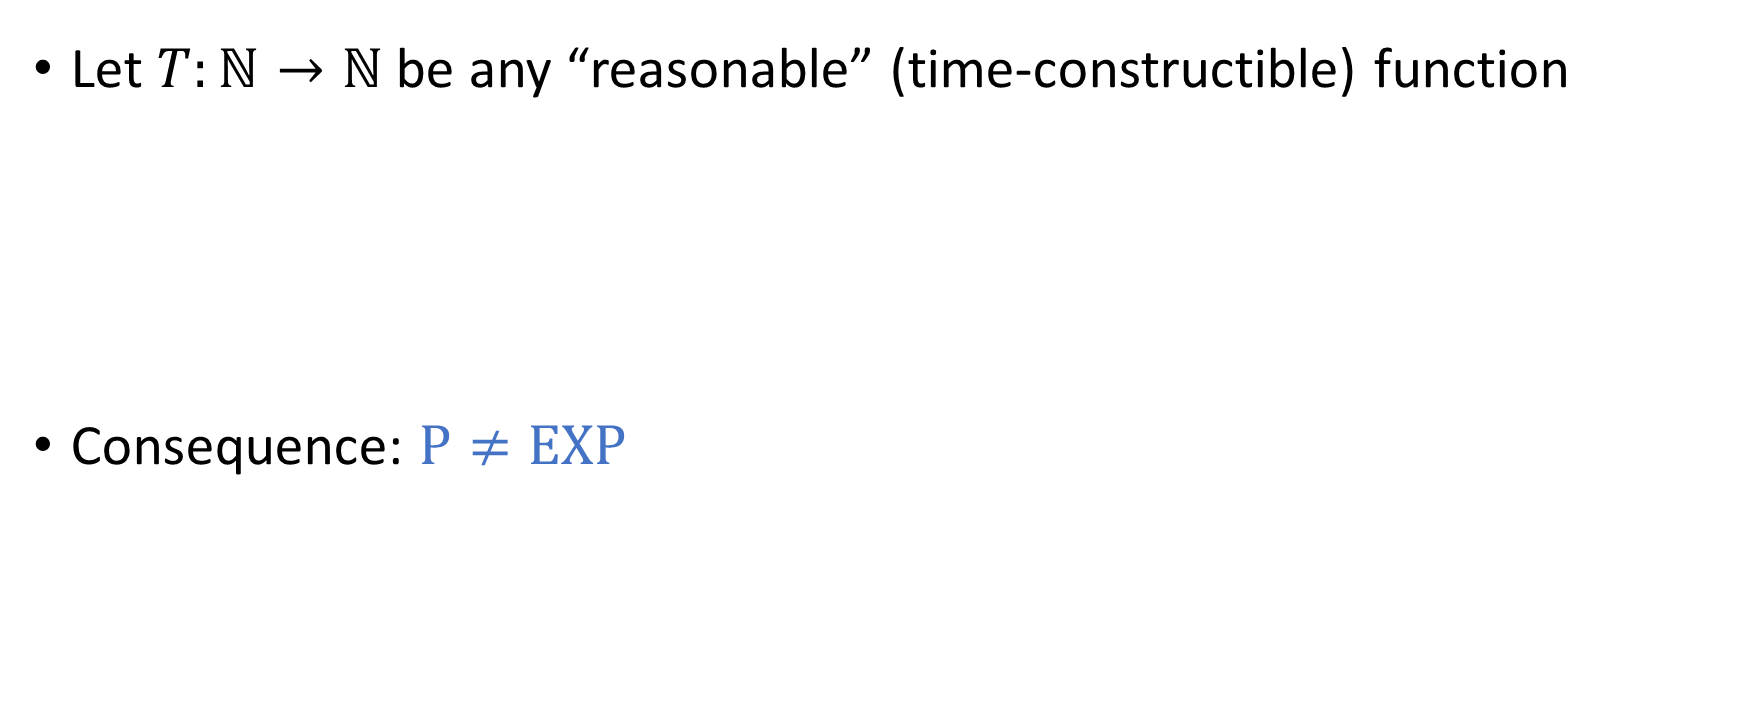 • Let 𝑇: ℕ → ℕ be any “reasonable” (time-constructible) function
• Consequence: P ≠ EXP